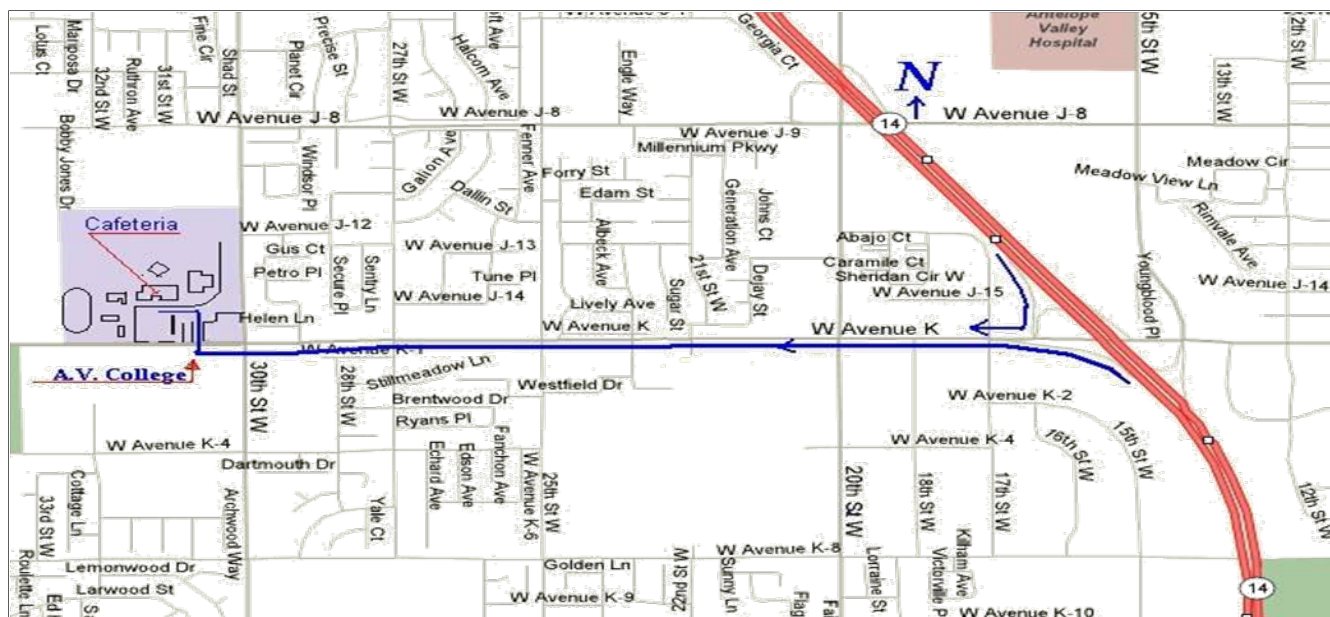 W Avenue J-1
Antelope
Valley
Hospital
Georgia Ct
5th St W
12th St W
13th St W
Lotus Ct
Mariposa Dr
32nd St W
Ruthron Ave
31st St W
Fine Cir
Shad St
Planet Cir
Precise St
27th St W
Halcom Ave
Engle Way
N
W Avenue J-8
14
W Avenue J-8
W Avenue J-8
W Avenue J-9
Millennium Pkwy
Bobby Jones Dr
Windsor Pl
Galion Ave
Dallin St
Fenner Ave
Forry St
Edam St
Albeck Ave
Generation Ave
Johns Ct
Meadow Cir
Meadow View Ln
Rimvale Ave
Cafeteria
W Avenue J-12
Gus Ct
Petro Pl
Secure Pl
Sentry Ln
W Avenue J-13
Tune Pl
W Avenue J-14
Lively Ave
Sugar St
21st St W
Dejay St
Abajo Ct
Caramile Ct
Sheridan Cir W
W Avenue J-15
Youngblood Pl
W Avenue J-14
Helen Ln
W Avenue K
W Avenue K
W Avenue K-1
A.V. College
30th St W
28th St W
Stillmeadow Ln
Westfield Dr
Brentwood Dr
Ryans Pl
W Avenue K-2
W Avenue K-4
W Avenue K-4
16th St W
15th St W
Dartmouth Dr
Echard Ave
Edson Ave
Fanchon Ave
W Avenue K-6
25th St W
20th St W
18th St W
17th St W
12th St W
Cottage Ln
33rd St W
Archwood Way
Yale Ct
W Avenue K-8
Golden Ln
22nd St W
Sunny Ln
Lorraine St
Victorville P
Kilham Ave
Roulette Ln
Lemonwood Dr
Larwood St
W Avenue K-9
Flag
W Avenue K-10
14